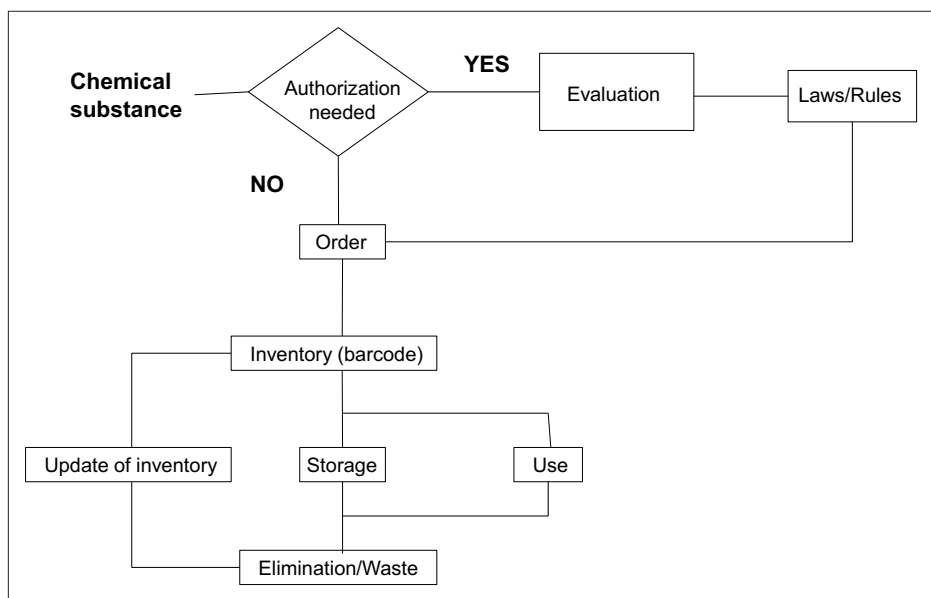 Chemical
substance
Authorization
needed
YES
Evaluation
Laws/Rules
NO
Order
Inventory (barcode)
Update of inventory
Storage
Use
Elimination/Waste